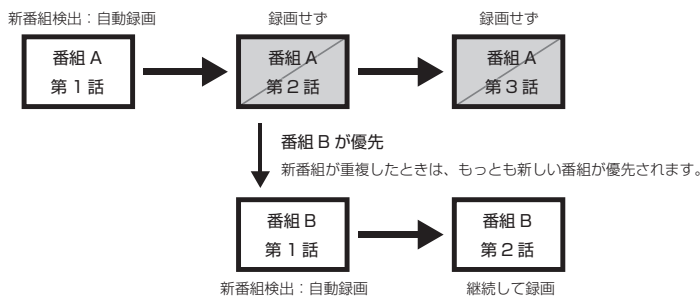 新番組検出：自動録画
録画せず
録画せず
番組 A
第 1 話
番組 A
第 2 話
番組 A
第 3 話
番組 B が優先
新番組が重複したときは、もっとも新しい番組が優先されます。
番組 B
第 1 話
番組 B
第 2 話
新番組検出：自動録画
継続して録画